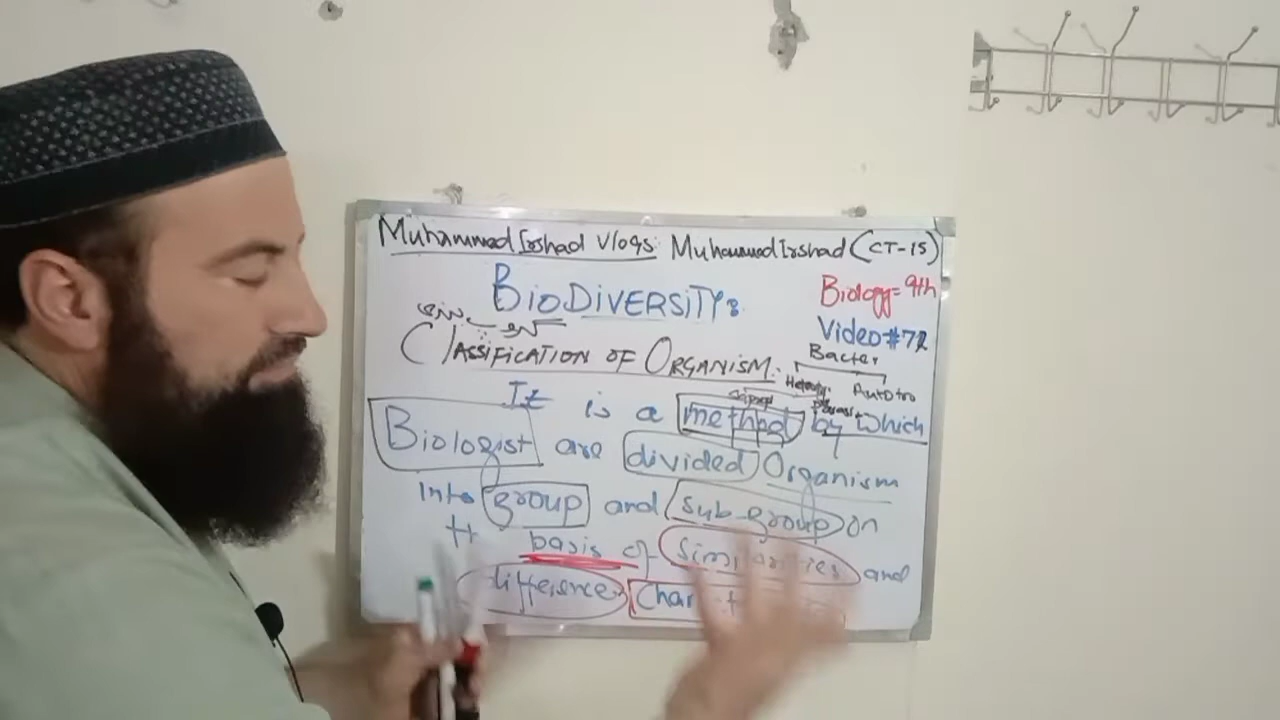 Muhammad Irshad Vlogs: Muhammad Irshad (CT-15)
BIODIVERSITY:
Biology=9th
Video#72
CLASSIFICATION OF ORGANISM:
Bacter
Autotro
It is a method by which
Biologist are divided Organism
Into group and sub-group on
basis of similarities and
difference